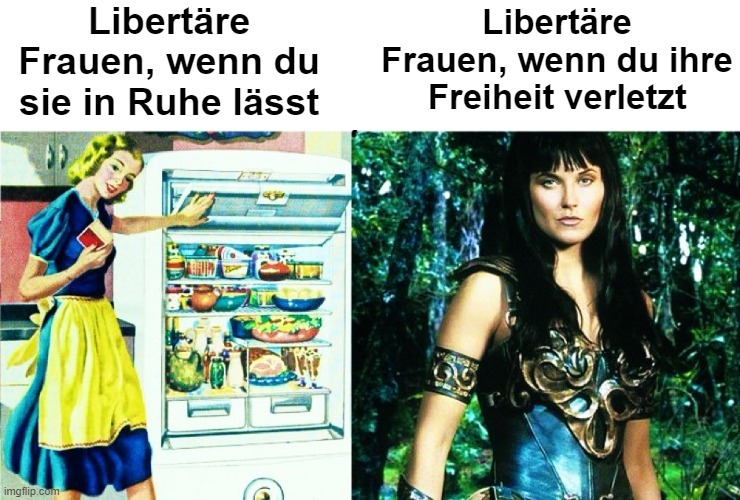 Libertäre
Frauen, wenn du
sie in Ruhe lässt
Libertäre
Frauen, wenn du ihre
Freiheit verletzt
imgflip.com